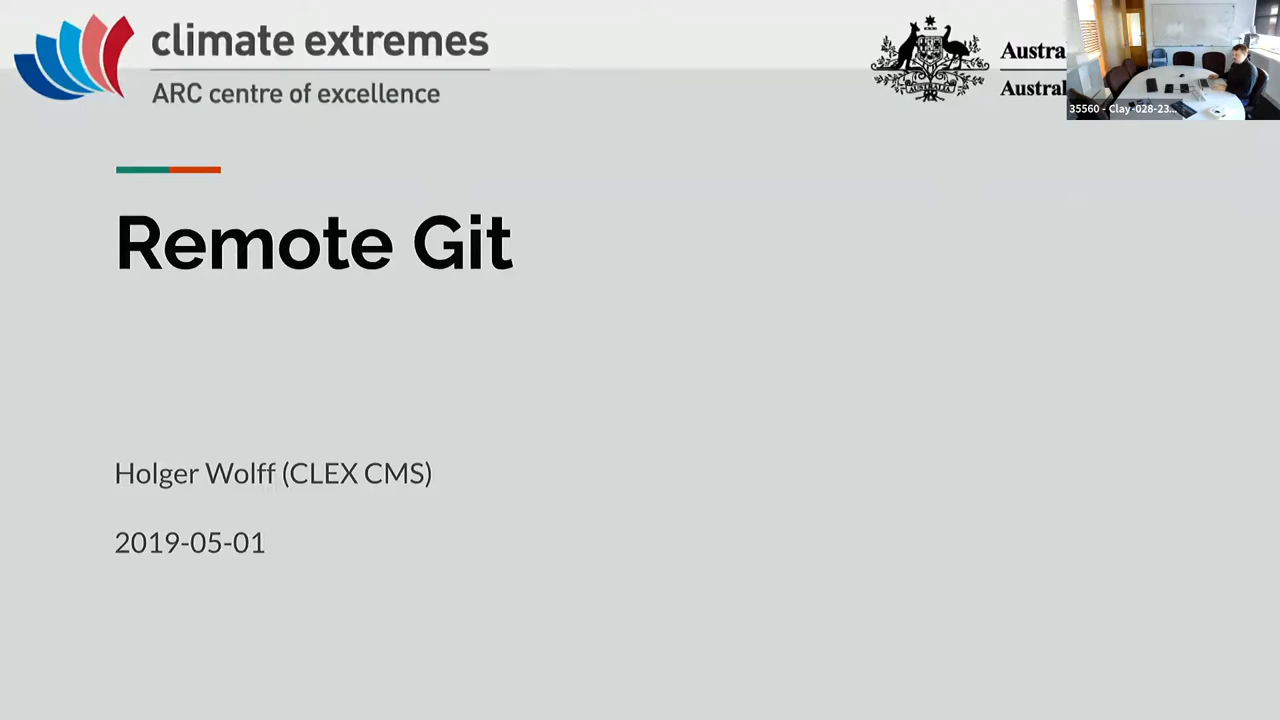 climate extremes
ARC centre of excellence
Austra
Austral
35560 - Clay-028-23...
Remote Git
Holger Wolff (CLEX CMS)
2019-05-01